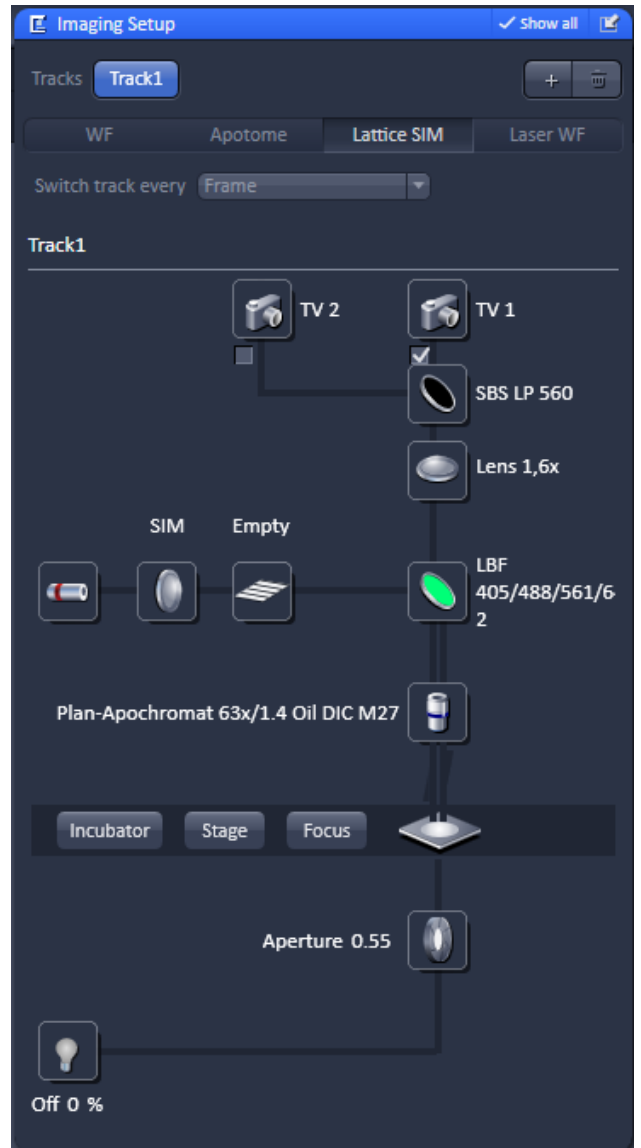 Imaging Setup
Show all
Tracks Track1
+
WF Apotome Lattice SIM Laser WF
Switch track every Frame
Track1
TV 2 TV 1
SBS LP 560
Lens 1,6x
SIM Empty
LBF
405/488/561/6
2
Plan-Apochromat 63x/1.4 Oil DIC M27
Incubator Stage Focus
Aperture 0.55
Off 0 %